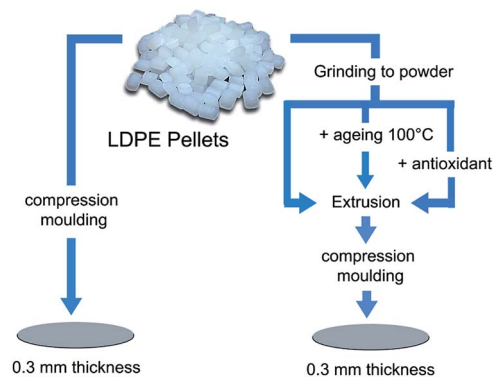 LDPE Pellets
compression
moulding
0.3 mm thickness
Grinding to powder
+ ageing 100°C
+ antioxidant
Extrusion
compression
moulding
0.3 mm thickness